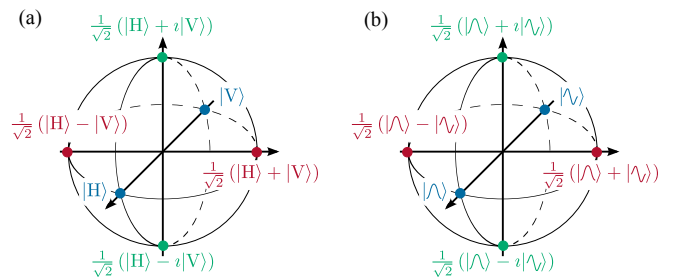 (a)
1/√2 (|H⟩ + ı|V⟩)
|V⟩
1/√2 (|H⟩ − |V⟩)
1/√2 (|H⟩ + |V⟩)
|H⟩
1/√2 (|H⟩ − ı|V⟩)
(b)
1/√2 (|⟩ + ı|⟩)
|⟩
1/√2 (|⟩ − |⟩)
1/√2 (|⟩ + |⟩)
|⟩
1/√2 (|⟩ − ı|⟩)